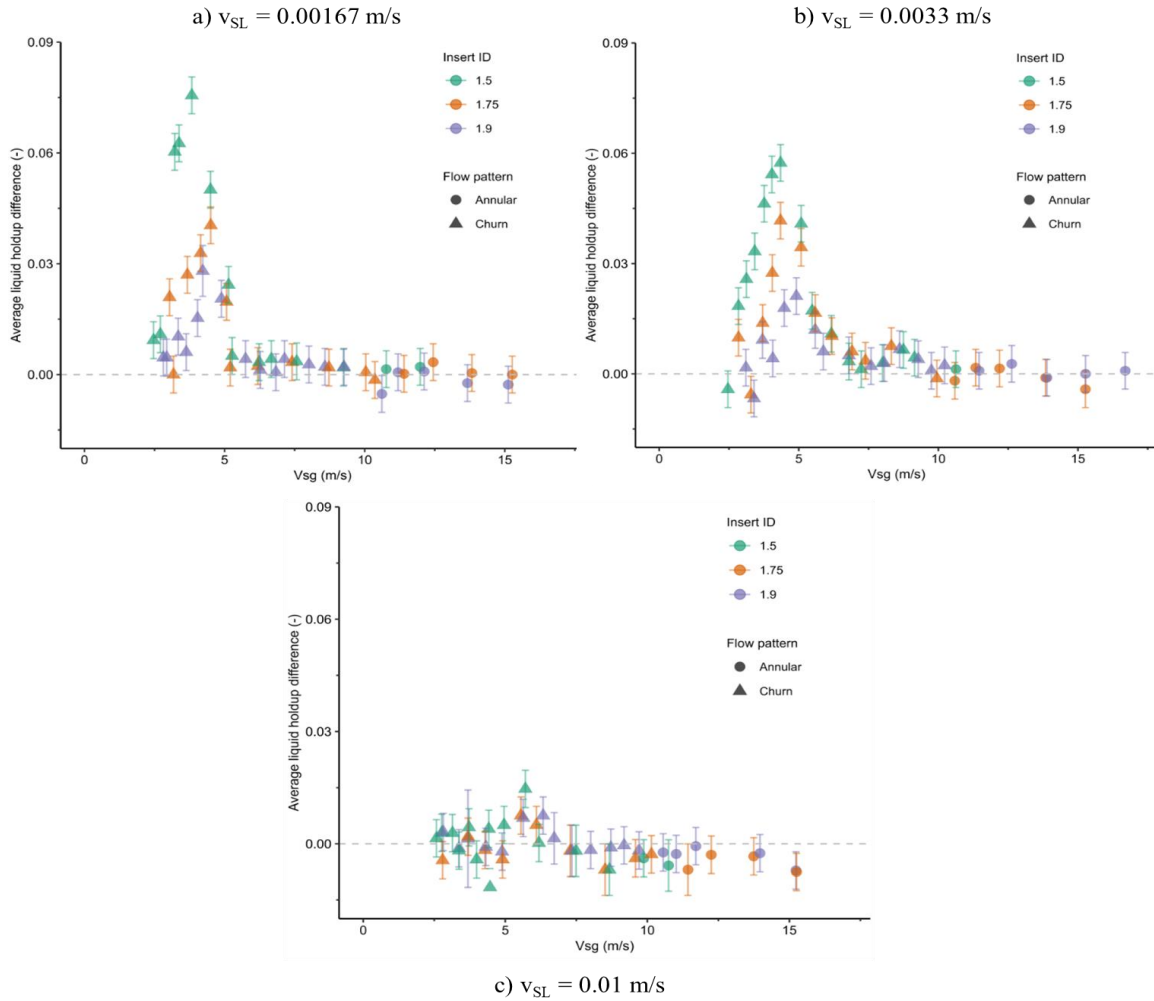 a) vSL = 0.00167 m/s
0.09
0.06
0.03
0.00
Average liquid holdup difference (-)
Insert ID
1.5
1.75
1.9
Flow pattern
Annular
Churn
0 5 10 15
Vsg (m/s)
b) vSL = 0.0033 m/s
0.09
0.06
0.03
0.00
Average liquid holdup difference (-)
Insert ID
1.5
1.75
1.9
Flow pattern
Annular
Churn
0 5 10 15
Vsg (m/s)
0.09
0.06
0.03
0.00
Average liquid holdup difference (-)
Insert ID
1.5
1.75
1.9
Flow pattern
Annular
Churn
0 5 10 15
Vsg (m/s)
c) vSL = 0.01 m/s